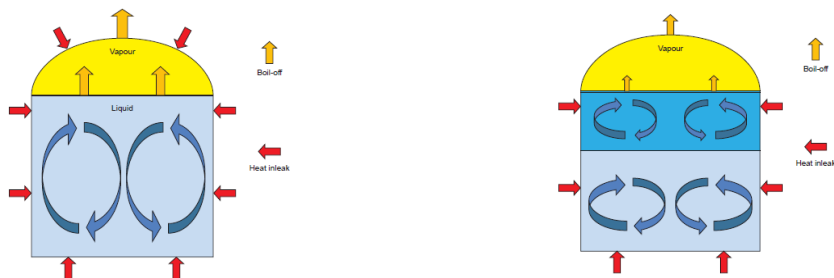 Vapour
Boil-off
Liquid
Heat inleak
Vapour
Boil-off
Heat inleak